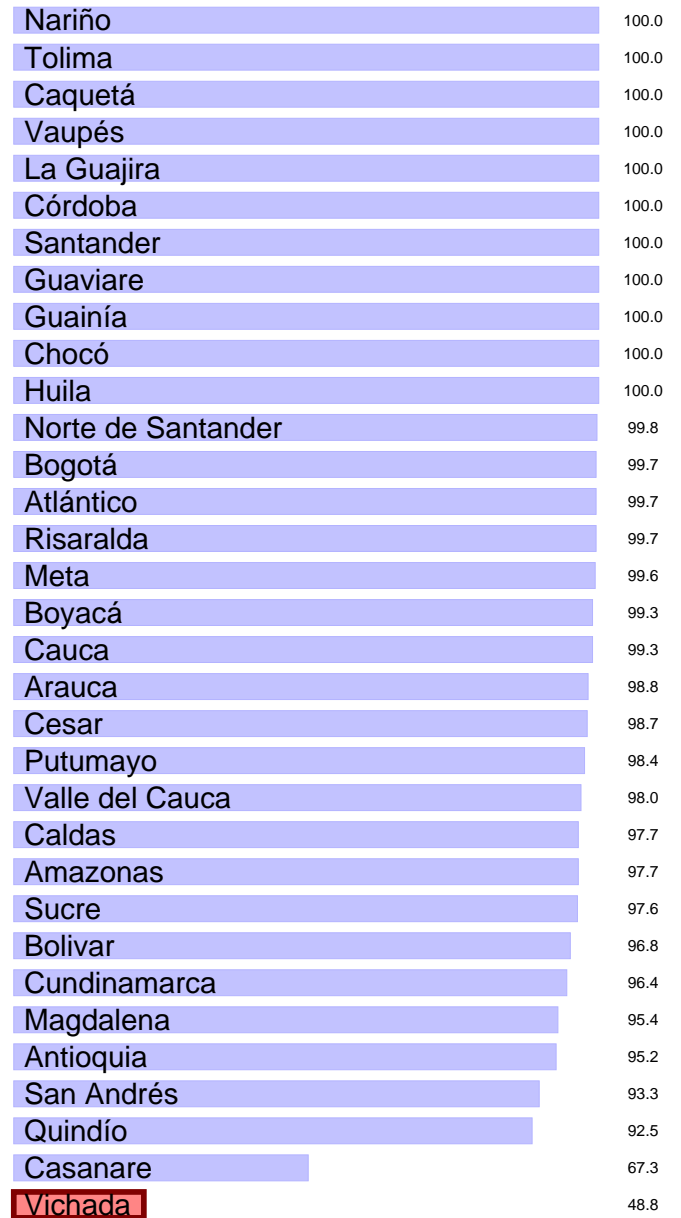 Nariño 100.0
Tolima 100.0
Caquetá 100.0
Vaupés 100.0
La Guajira 100.0
Córdoba 100.0
Santander 100.0
Guaviare 100.0
Guainía 100.0
Chocó 100.0
Huila 100.0
Norte de Santander 99.8
Bogotá 99.7
Atlántico 99.7
Risaralda 99.7
Meta 99.6
Boyacá 99.3
Cauca 99.3
Arauca 98.8
Cesar 98.7
Putumayo 98.4
Valle del Cauca 98.0
Caldas 97.7
Amazonas 97.7
Sucre 97.6
Bolivar 96.8
Cundinamarca 96.4
Magdalena 95.4
Antioquia 95.2
San Andrés 93.3
Quindío 92.5
Casanare 67.3
Vichada 48.8